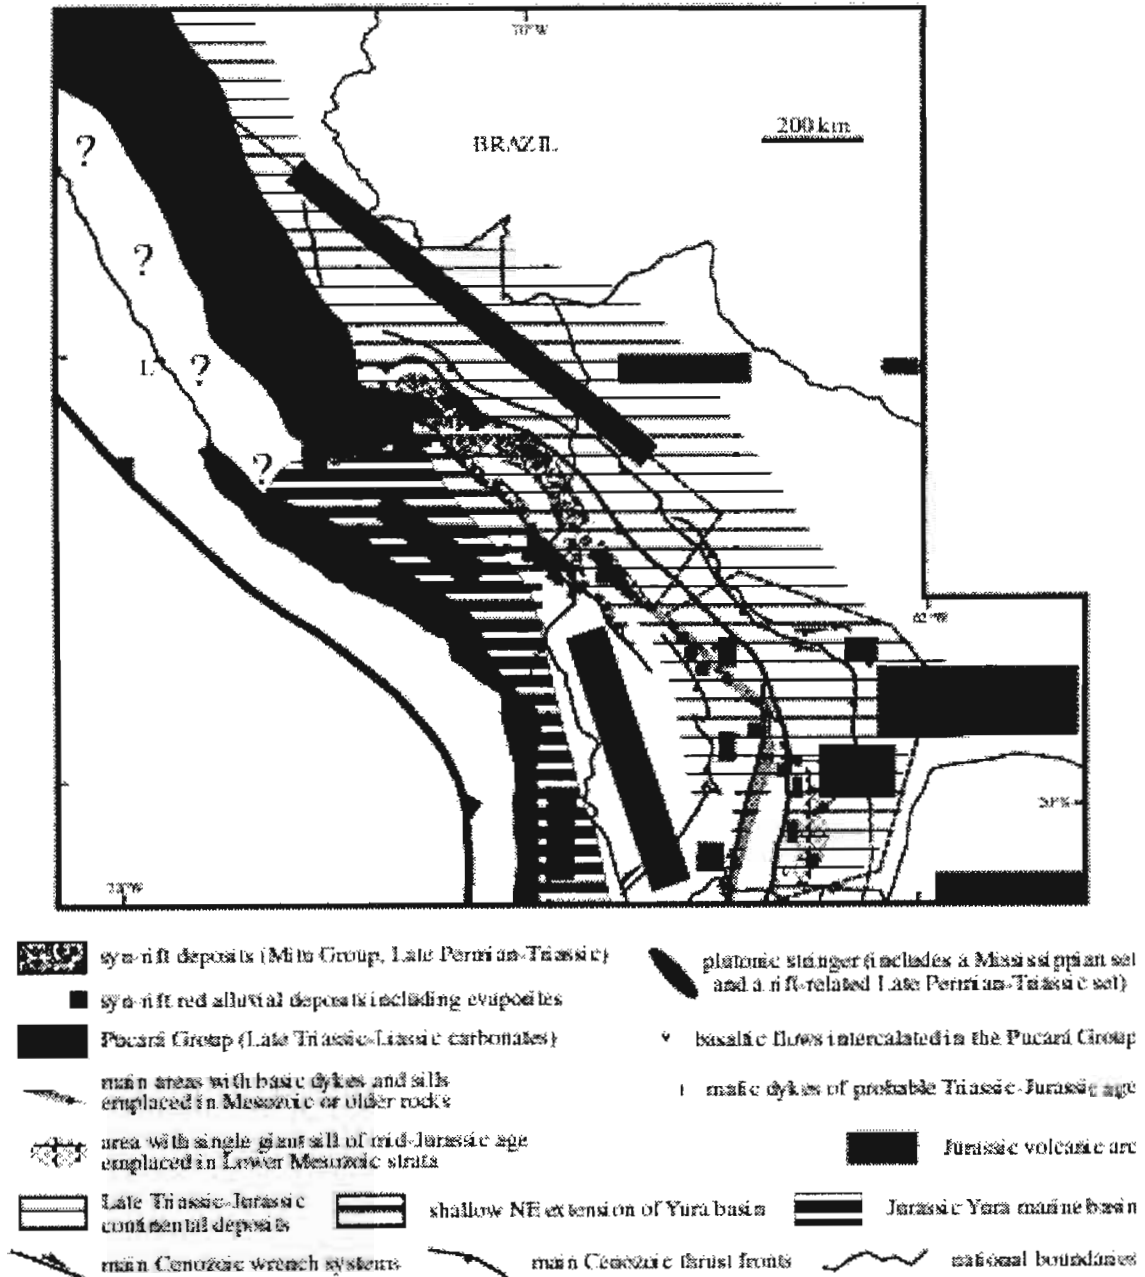 70°W
BRAZIL
200 km
?
?
?
?
syn-rift deposits (Mitu Group, Late Permian-Triassic)
syn-rift red alluvial deposits including evaporites
Pucará Group (Late Triassic-Liassic carbonates)
main areas with basic dykes and sills
emplaced in Mesozoic or older rocks
area with single giant sill of mid-Jurassic age
emplaced in Lower Mesozoic strata
Late Triassic-Jurassic
continental deposits
main Cenozoic wrench systems
plutonic stringer (includes a Mississippian set
and a rift-related Late Permian-Triassic set)
basaltic flows intercalated in the Pucará Group
mafic dykes of probable Triassic-Jurassic age
Jurassic volcanic arc
shallow NE extension of Yura basin
Jurassic Yura marine basin
main Cenozoic thrust fronts
national boundaries